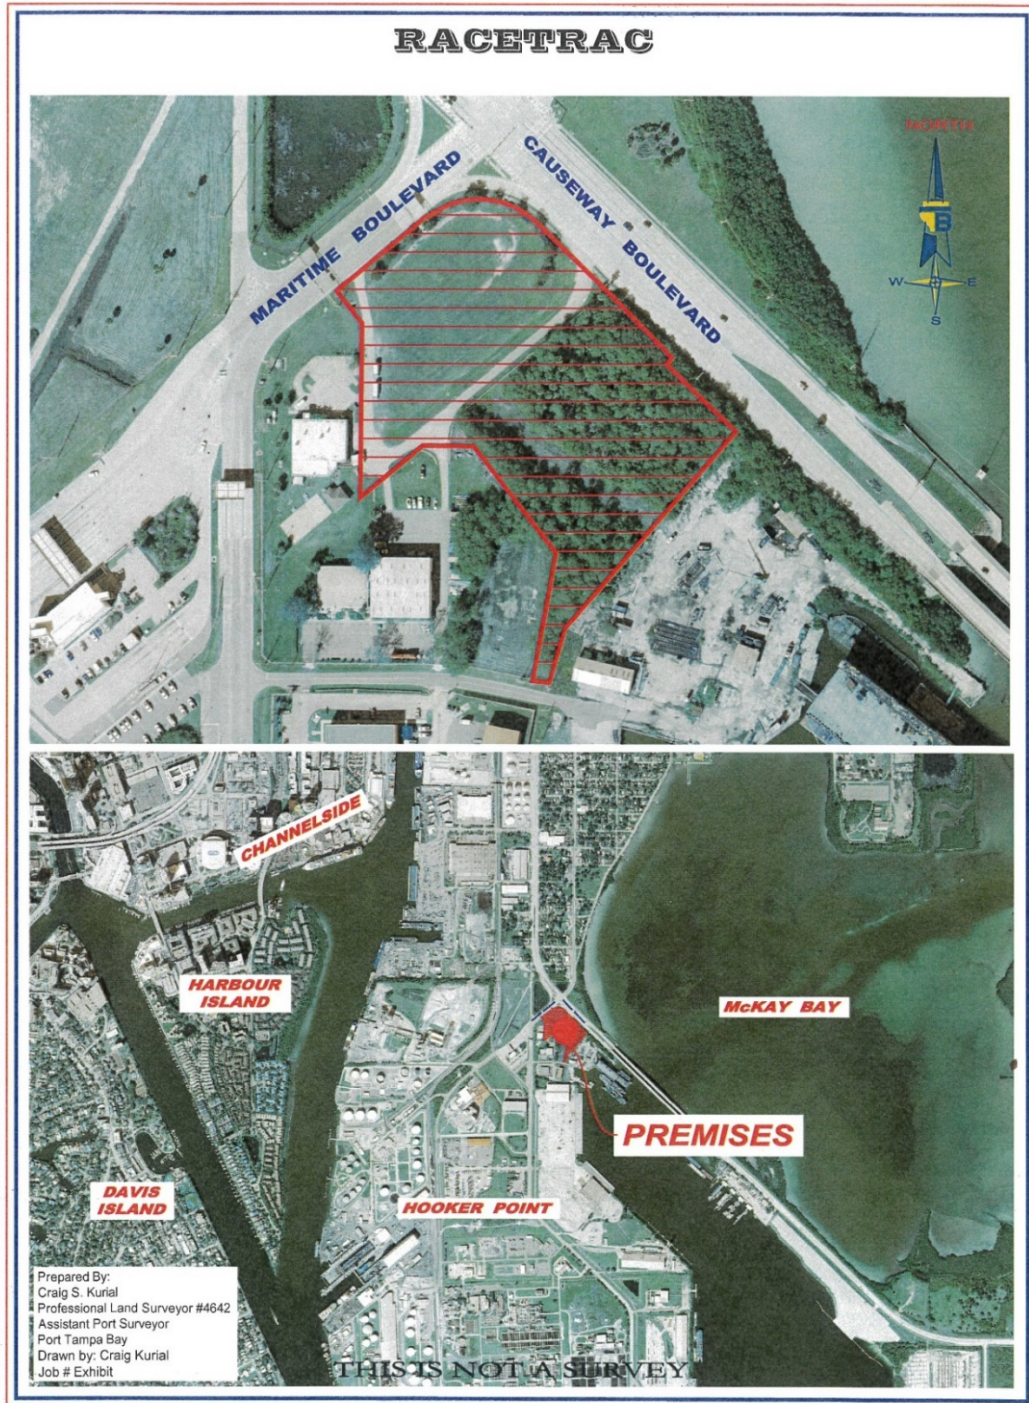 RACETRAC
NORTH
B
W
E
S
MARITIME BOULEVARD
CAUSEWAY BOULEVARD
CHANNELSIDE
HARBOUR
ISLAND
McKAY BAY
PREMISES
DAVIS
ISLAND
HOOKER POINT
Prepared By:
Craig S. Kurial
Professional Land Surveyor #4642
Assistant Port Surveyor
Port Tampa Bay
Drawn by: Craig Kurial
Job # Exhibit
THIS IS NOT A SURVEY